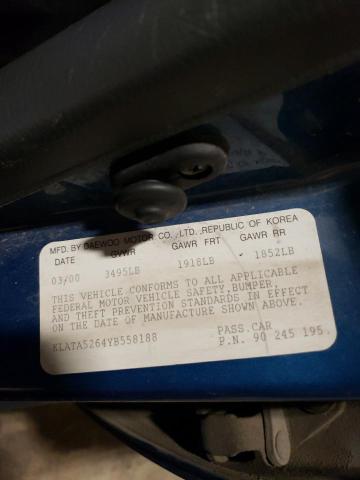 MFD. BY DAEWOO MOTOR CO., LTD., REPUBLIC OF KOREA
DATE GVWR GAWR FRT GAWR RR
03/00 3495LB 1918LB 1852LB
THIS VEHICLE CONFORMS TO ALL APPLICABLE
FEDERAL MOTOR VEHICLE SAFETY,BUMPER,
AND THEFT PREVENTION STANDARDS IN EFFECT
ON THE DATE OF MANUFACTURE SHOWN ABOVE.
KLATA5264YB558188 PASS.CAR
P.N. 90 245 195.